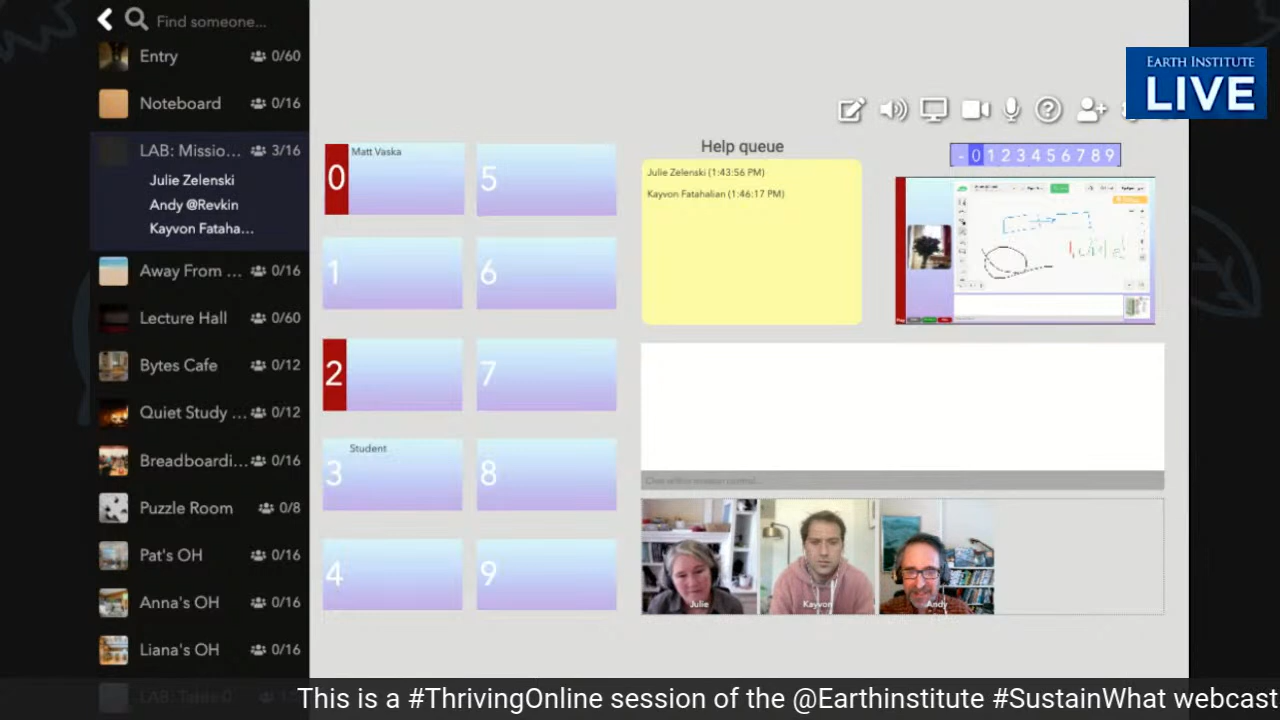 Find someone...
Entry 0/60
Noteboard 0/16
LAB: Missio... 3/16
Julie Zelenski
Andy @Revkin
Kayvon Fataha...
Away From ... 0/16
Lecture Hall 0/60
Bytes Cafe 0/12
Quiet Study ... 0/12
Breadboardi... 0/16
Puzzle Room 0/8
Pat's OH 0/16
Anna's OH 0/16
Liana's OH 0/16
EARTH INSTITUTE
LIVE
0 Matt Vaska
5
1
6
2
7
3 Student
8
4
9
Help queue
Julie Zelenski (1:43:56 PM)
Kayvon Fatahalian (1:46:17 PM)
- 0 1 2 3 4 5 6 7 8 9
Julie
Kayvon
Andy
This is a #ThrivingOnline session of the @Earthinstitute #SustainWhat webcast